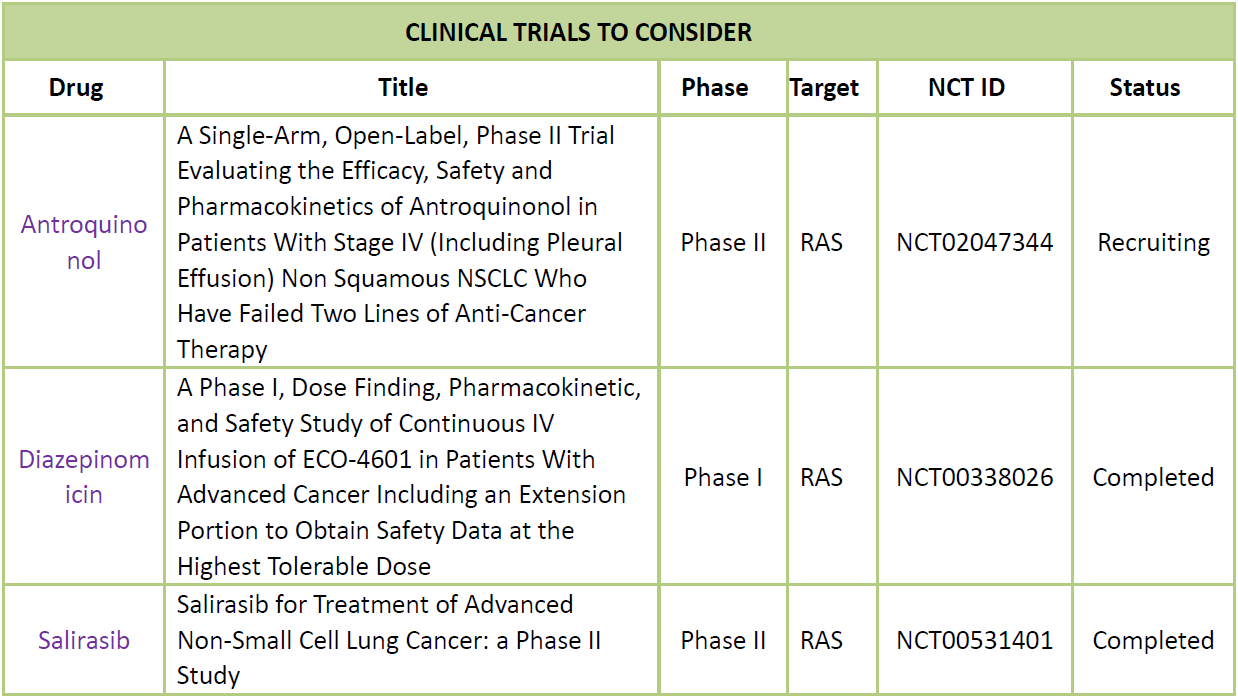 CLINICAL TRIALS TO CONSIDER
Drug Title Phase Target NCT ID Status
Antroquino
nol
A Single-Arm, Open-Label, Phase II Trial
Evaluating the Efficacy, Safety and
Pharmacokinetics of Antroquinonol in
Patients With Stage IV (Including Pleural
Effusion) Non Squamous NSCLC Who
Have Failed Two Lines of Anti-Cancer
Therapy
Phase II RAS NCT02047344 Recruiting
Diazepinom
icin
A Phase I, Dose Finding, Pharmacokinetic,
and Safety Study of Continuous IV
Infusion of ECO-4601 in Patients With
Advanced Cancer Including an Extension
Portion to Obtain Safety Data at the
Highest Tolerable Dose
Phase I RAS NCT00338026 Completed
Salirasib
Salirasib for Treatment of Advanced
Non-Small Cell Lung Cancer: a Phase II
Study
Phase II RAS NCT00531401 Completed